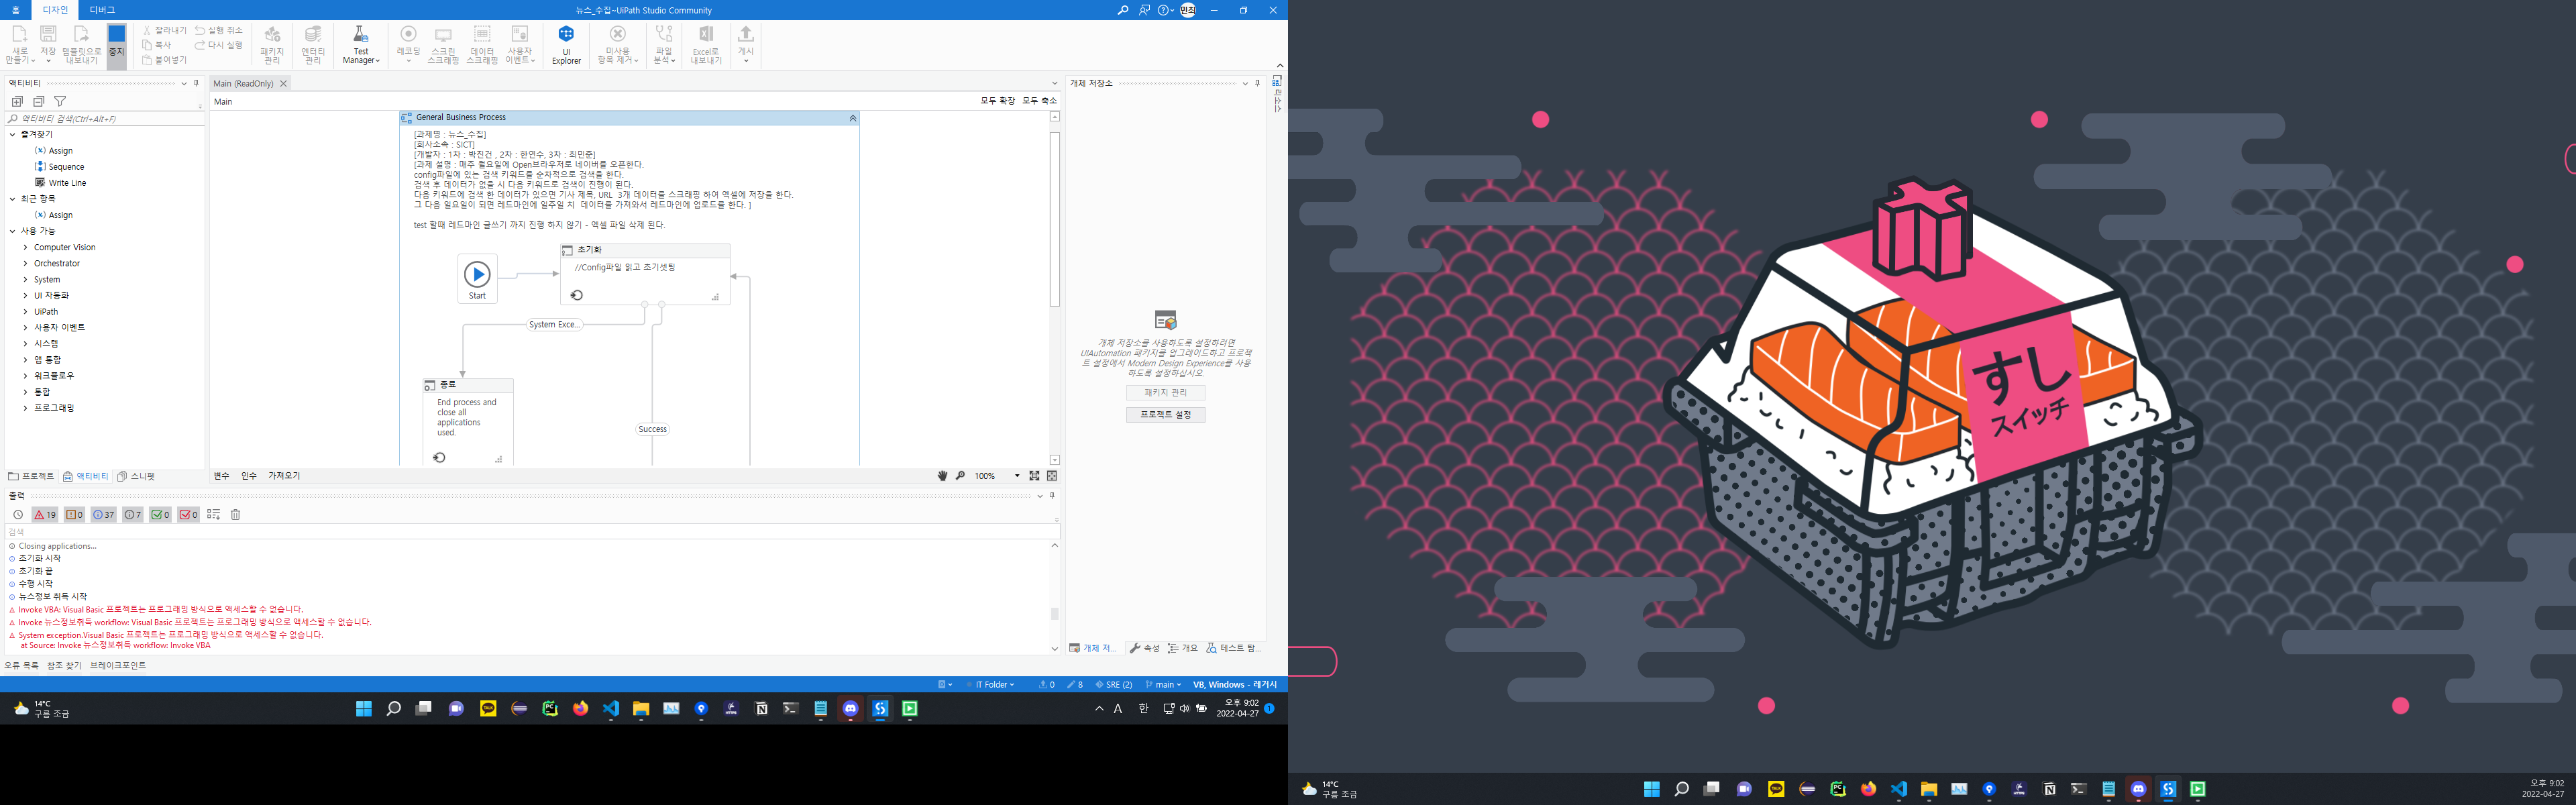 홈 디자인 디버그 뉴스_수집~UiPath Studio Community 민최
새로 만들기 저장 템플릿으로 내보내기 중지
잘라내기 실행 취소
복사 다시 실행
붙여넣기
패키지 관리 엔터티 관리 Test Manager 레코딩 스크린 스크래핑 데이터 스크래핑 사용자 이벤트 UI Explorer 미사용 항목 제거 파일 분석 Excel로 내보내기 게시
액티비티
액티비티 검색(Ctrl+Alt+F)
즐겨찾기
Assign
Sequence
Write Line
최근 항목
Assign
사용 가능
Computer Vision
Orchestrator
System
UI 자동화
UiPath
사용자 이벤트
시스템
앱 통합
워크플로우
통합
프로그래밍
프로젝트 액티비티 스니펫
Main (ReadOnly)
Main 모두 확장 모두 축소
General Business Process
[과제명 : 뉴스_수집]
[회사소속 : SICT]
[개발자 : 1차 : 박진건 , 2차 : 한연수, 3차 : 최민준]
[과제 설명 : 매주 월요일에 Open브라우저로 네이버를 오픈한다.
config파일에 있는 검색 키워드를 순차적으로 검색을 한다.
검색 후 데이터가 없을 시 다음 키워드로 검색이 진행이 된다.
다음 키워드에 검색 한 데이터가 있으면 기사 제목, URL 3개 데이터를 스크래핑 하여 엑셀에 저장을 한다.
그 다음 일요일이 되면 레드마인에 일주일 치 데이터를 가져와서 레드마인에 업로드를 한다. ]
test 할때 레드마인 글쓰기 까지 진행 하지 않기 - 엑셀 파일 삭제 된다.
Start
초기화
//Config파일 읽고 초기셋팅
System Exce...
종료
End process and
close all
applications
used.
Success
변수 인수 가져오기 100%
개체 저장소
리소스
개체 저장소를 사용하도록 설정하려면
UIAutomation 패키지를 업그레이드하고 프로젝
트 설정에서 Modern Design Experience를 사용
하도록 설정하십시오.
패키지 관리
프로젝트 설정
개체 저... 속성 개요 테스트 탐...
출력
19 0 37 7 0 0
검색
Closing applications...
초기화 시작
초기화 끝
수행 시작
뉴스정보 취득 시작
Invoke VBA: Visual Basic 프로젝트는 프로그래밍 방식으로 액세스할 수 없습니다.
Invoke 뉴스정보취득 workflow: Visual Basic 프로젝트는 프로그래밍 방식으로 액세스할 수 없습니다.
System exception.Visual Basic 프로젝트는 프로그래밍 방식으로 액세스할 수 없습니다.
at Source: Invoke 뉴스정보취득 workflow: Invoke VBA
오류 목록 참조 찾기 브레이크포인트
IT Folder 0 8 SRE (2) main VB, Windows - 레거시
14°C
구름 조금
A 한 오후 9:02
2022-04-27 1
すし
スイッチ
14°C
구름 조금
오후 9:02
2022-04-27